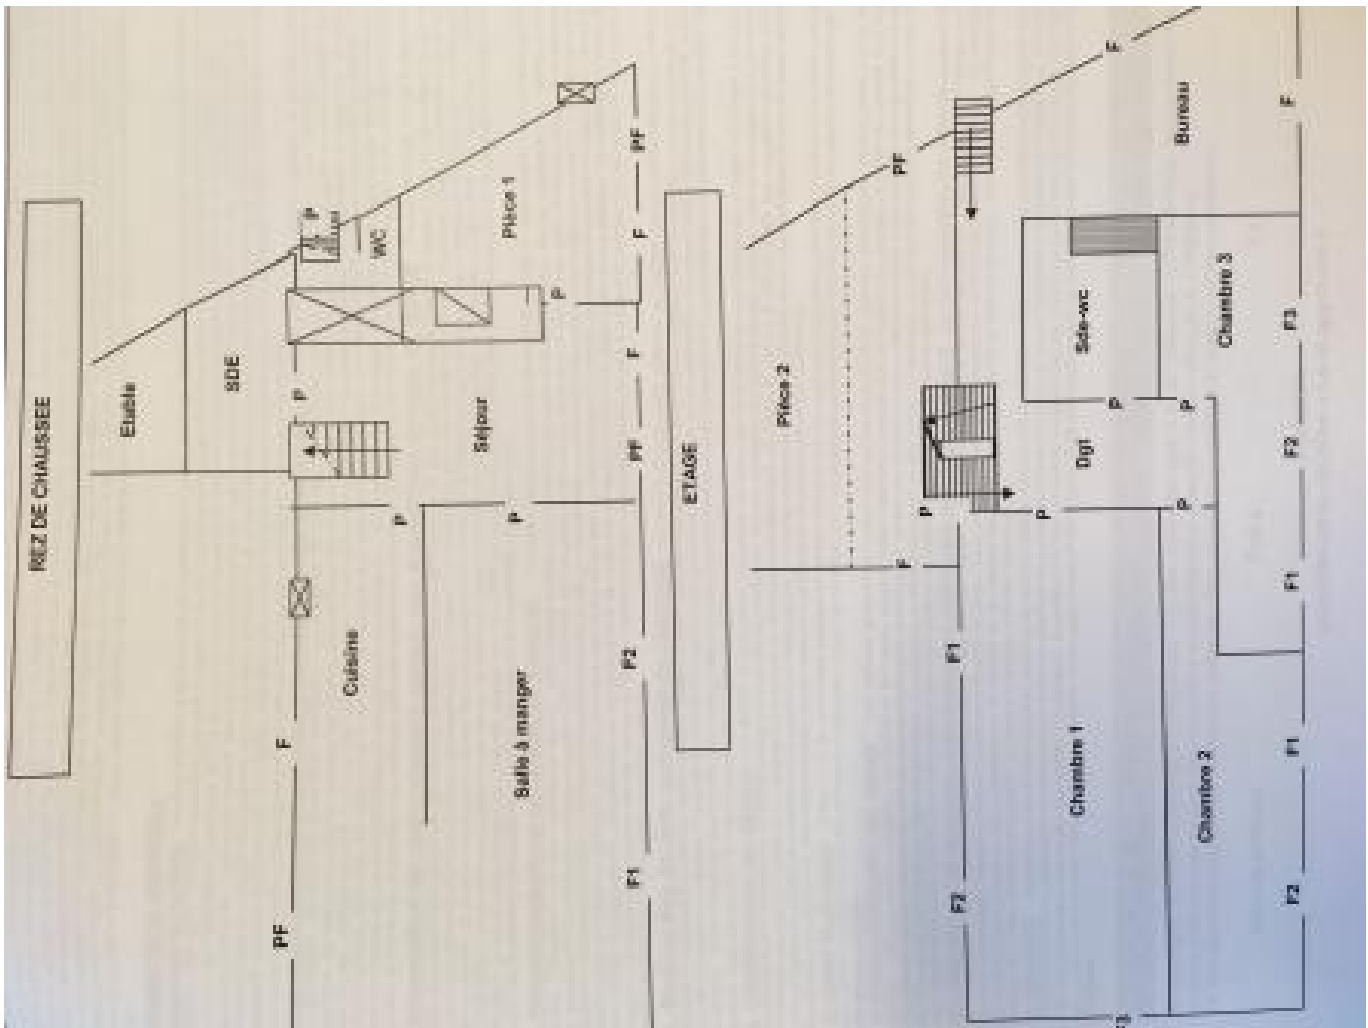 REZ DE CHAUSSEE
Etable
SDE
P
P
WC
Pièce 1
PF
F
P
F
PF
Séjour
P
P
Cuisine
F
PF
Salle à manger
F2
F1
ETAGE
Pièce 2
PF
F
Bureau
F
F
P
Sde-wc
Chambre 3
F3
P
P
Dgt
P
P
F2
F1
F1
F2
Chambre 1
Chambre 2
F1
F2
F3